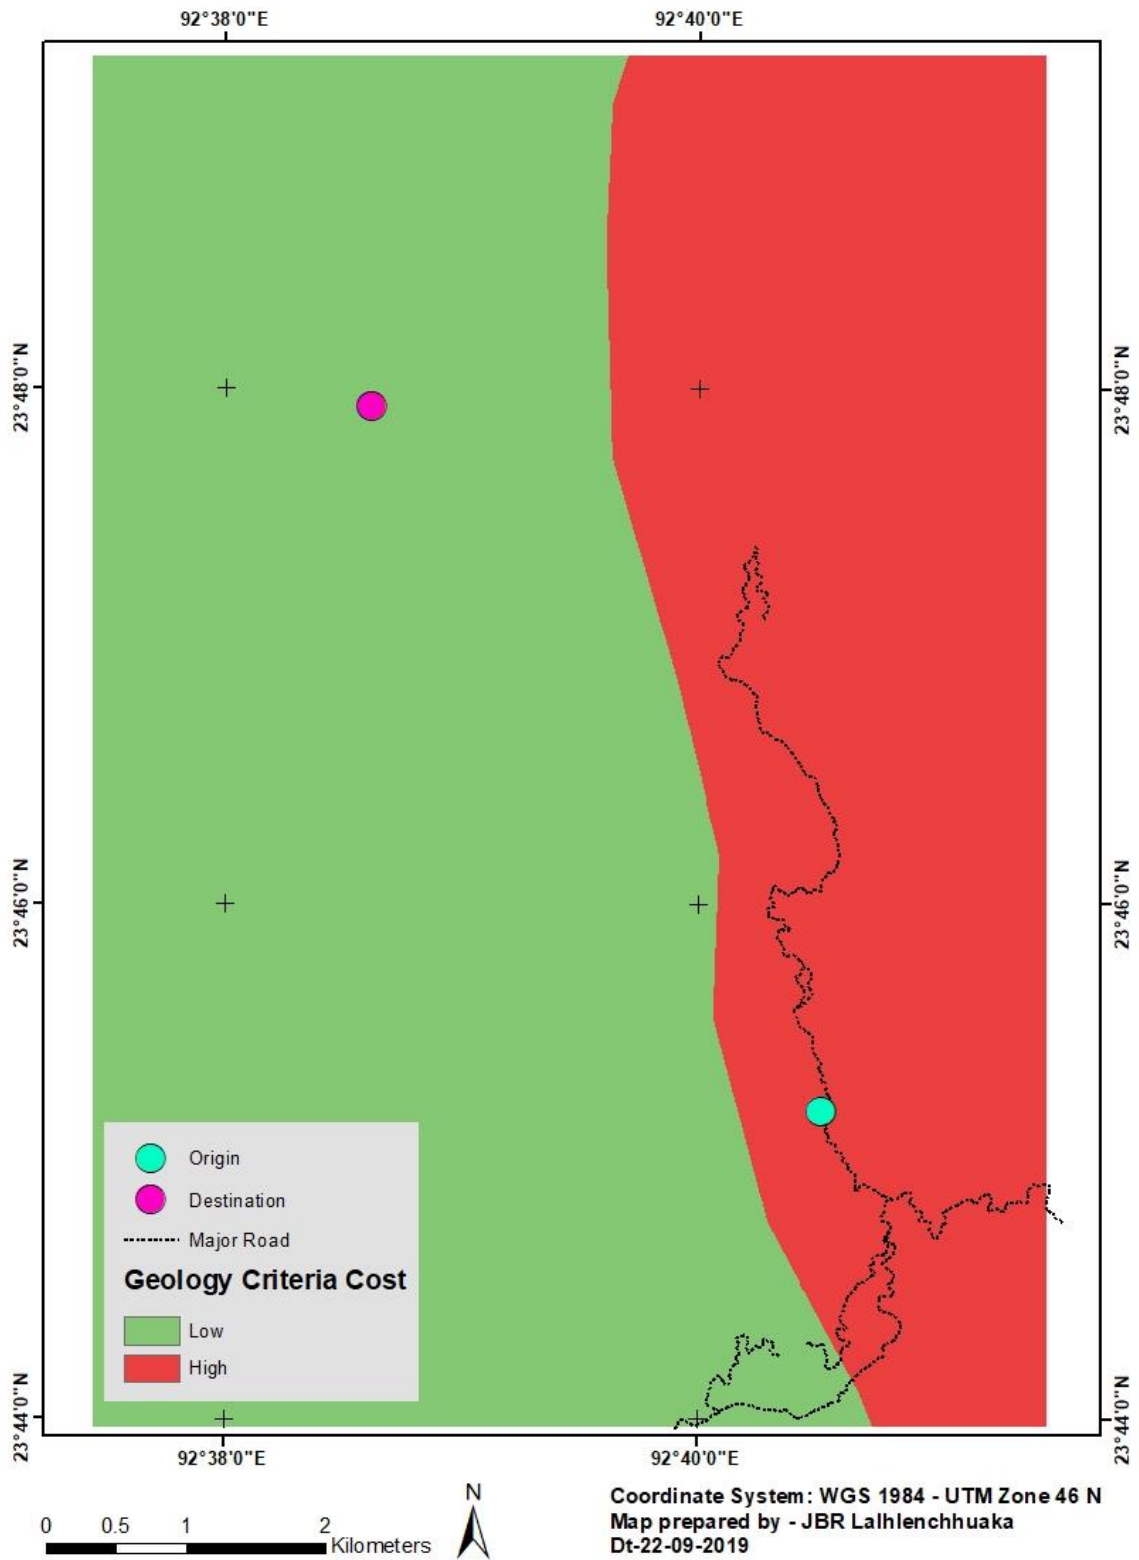 92°38'0"E
92°40'0"E
23°48'0"N
23°48'0"N
23°46'0"N
23°46'0"N
Origin
Destination
Major Road
Geology Criteria Cost
Low
High
23°44'0"N
23°44'0"N
92°38'0"E
92°40'0"E
N
0 0.5 1 2
Kilometers
Coordinate System: WGS 1984 - UTM Zone 46 N
Map prepared by - JBR Lalhlenchhuaka
Dt-22-09-2019